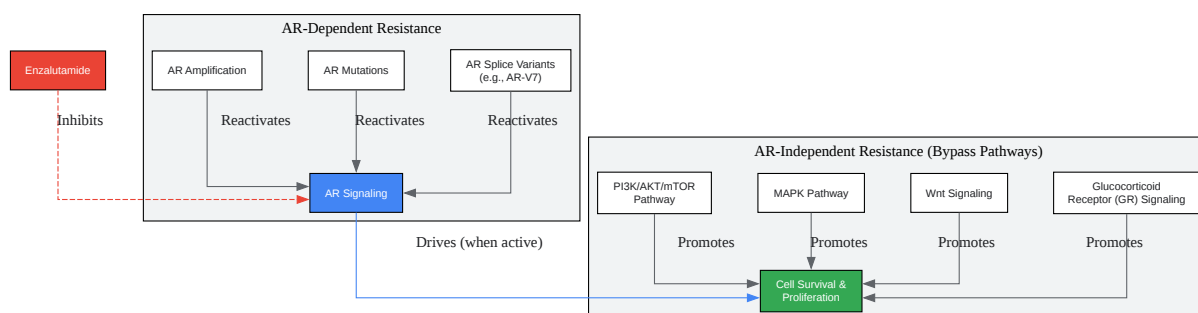 AR-Dependent Resistance
Enzalutamide
AR Amplification
AR Mutations
AR Splice Variants
(e.g., AR-V7)
Inhibits
Reactivates
Reactivates
Reactivates
AR Signaling
Drives (when active)
AR-Independent Resistance (Bypass Pathways)
PI3K/AKT/mTOR
Pathway
MAPK Pathway
Wnt Signaling
Glucocorticoid
Receptor (GR) Signaling
Promotes
Promotes
Promotes
Promotes
Cell Survival &
Proliferation